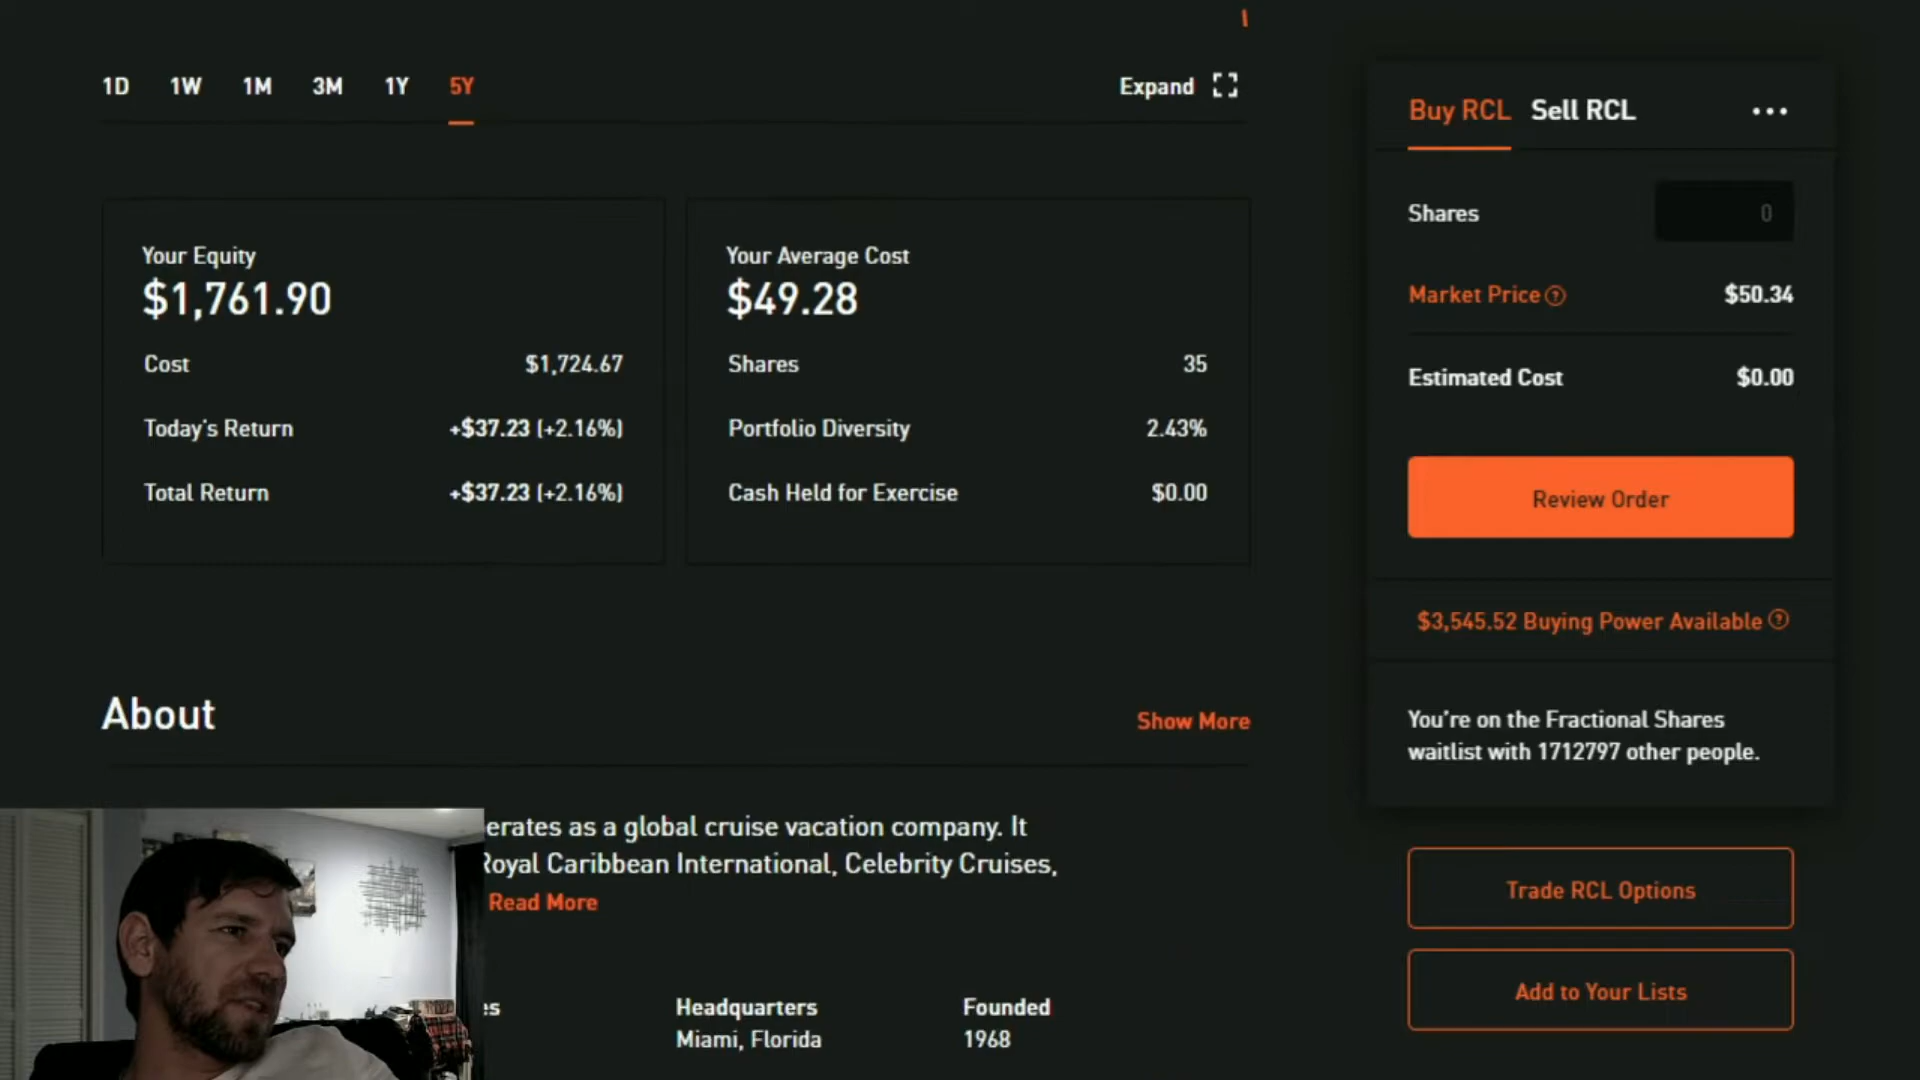 1D 1W 1M 3M 1Y 5Y Expand
Your Equity
$1,761.90
Cost $1,724.67
Today's Return +$37.23 (+2.16%)
Total Return +$37.23 (+2.16%)
Your Average Cost
$49.28
Shares 35
Portfolio Diversity 2.43%
Cash Held for Exercise $0.00
About Show More
erates as a global cruise vacation company. It
Royal Caribbean International, Celebrity Cruises,
Read More
es
Headquarters
Miami, Florida
Founded
1968
Buy RCL Sell RCL
Shares 0
Market Price $50.34
Estimated Cost $0.00
Review Order
$3,545.52 Buying Power Available
You're on the Fractional Shares
waitlist with 1712797 other people.
Trade RCL Options
Add to Your Lists